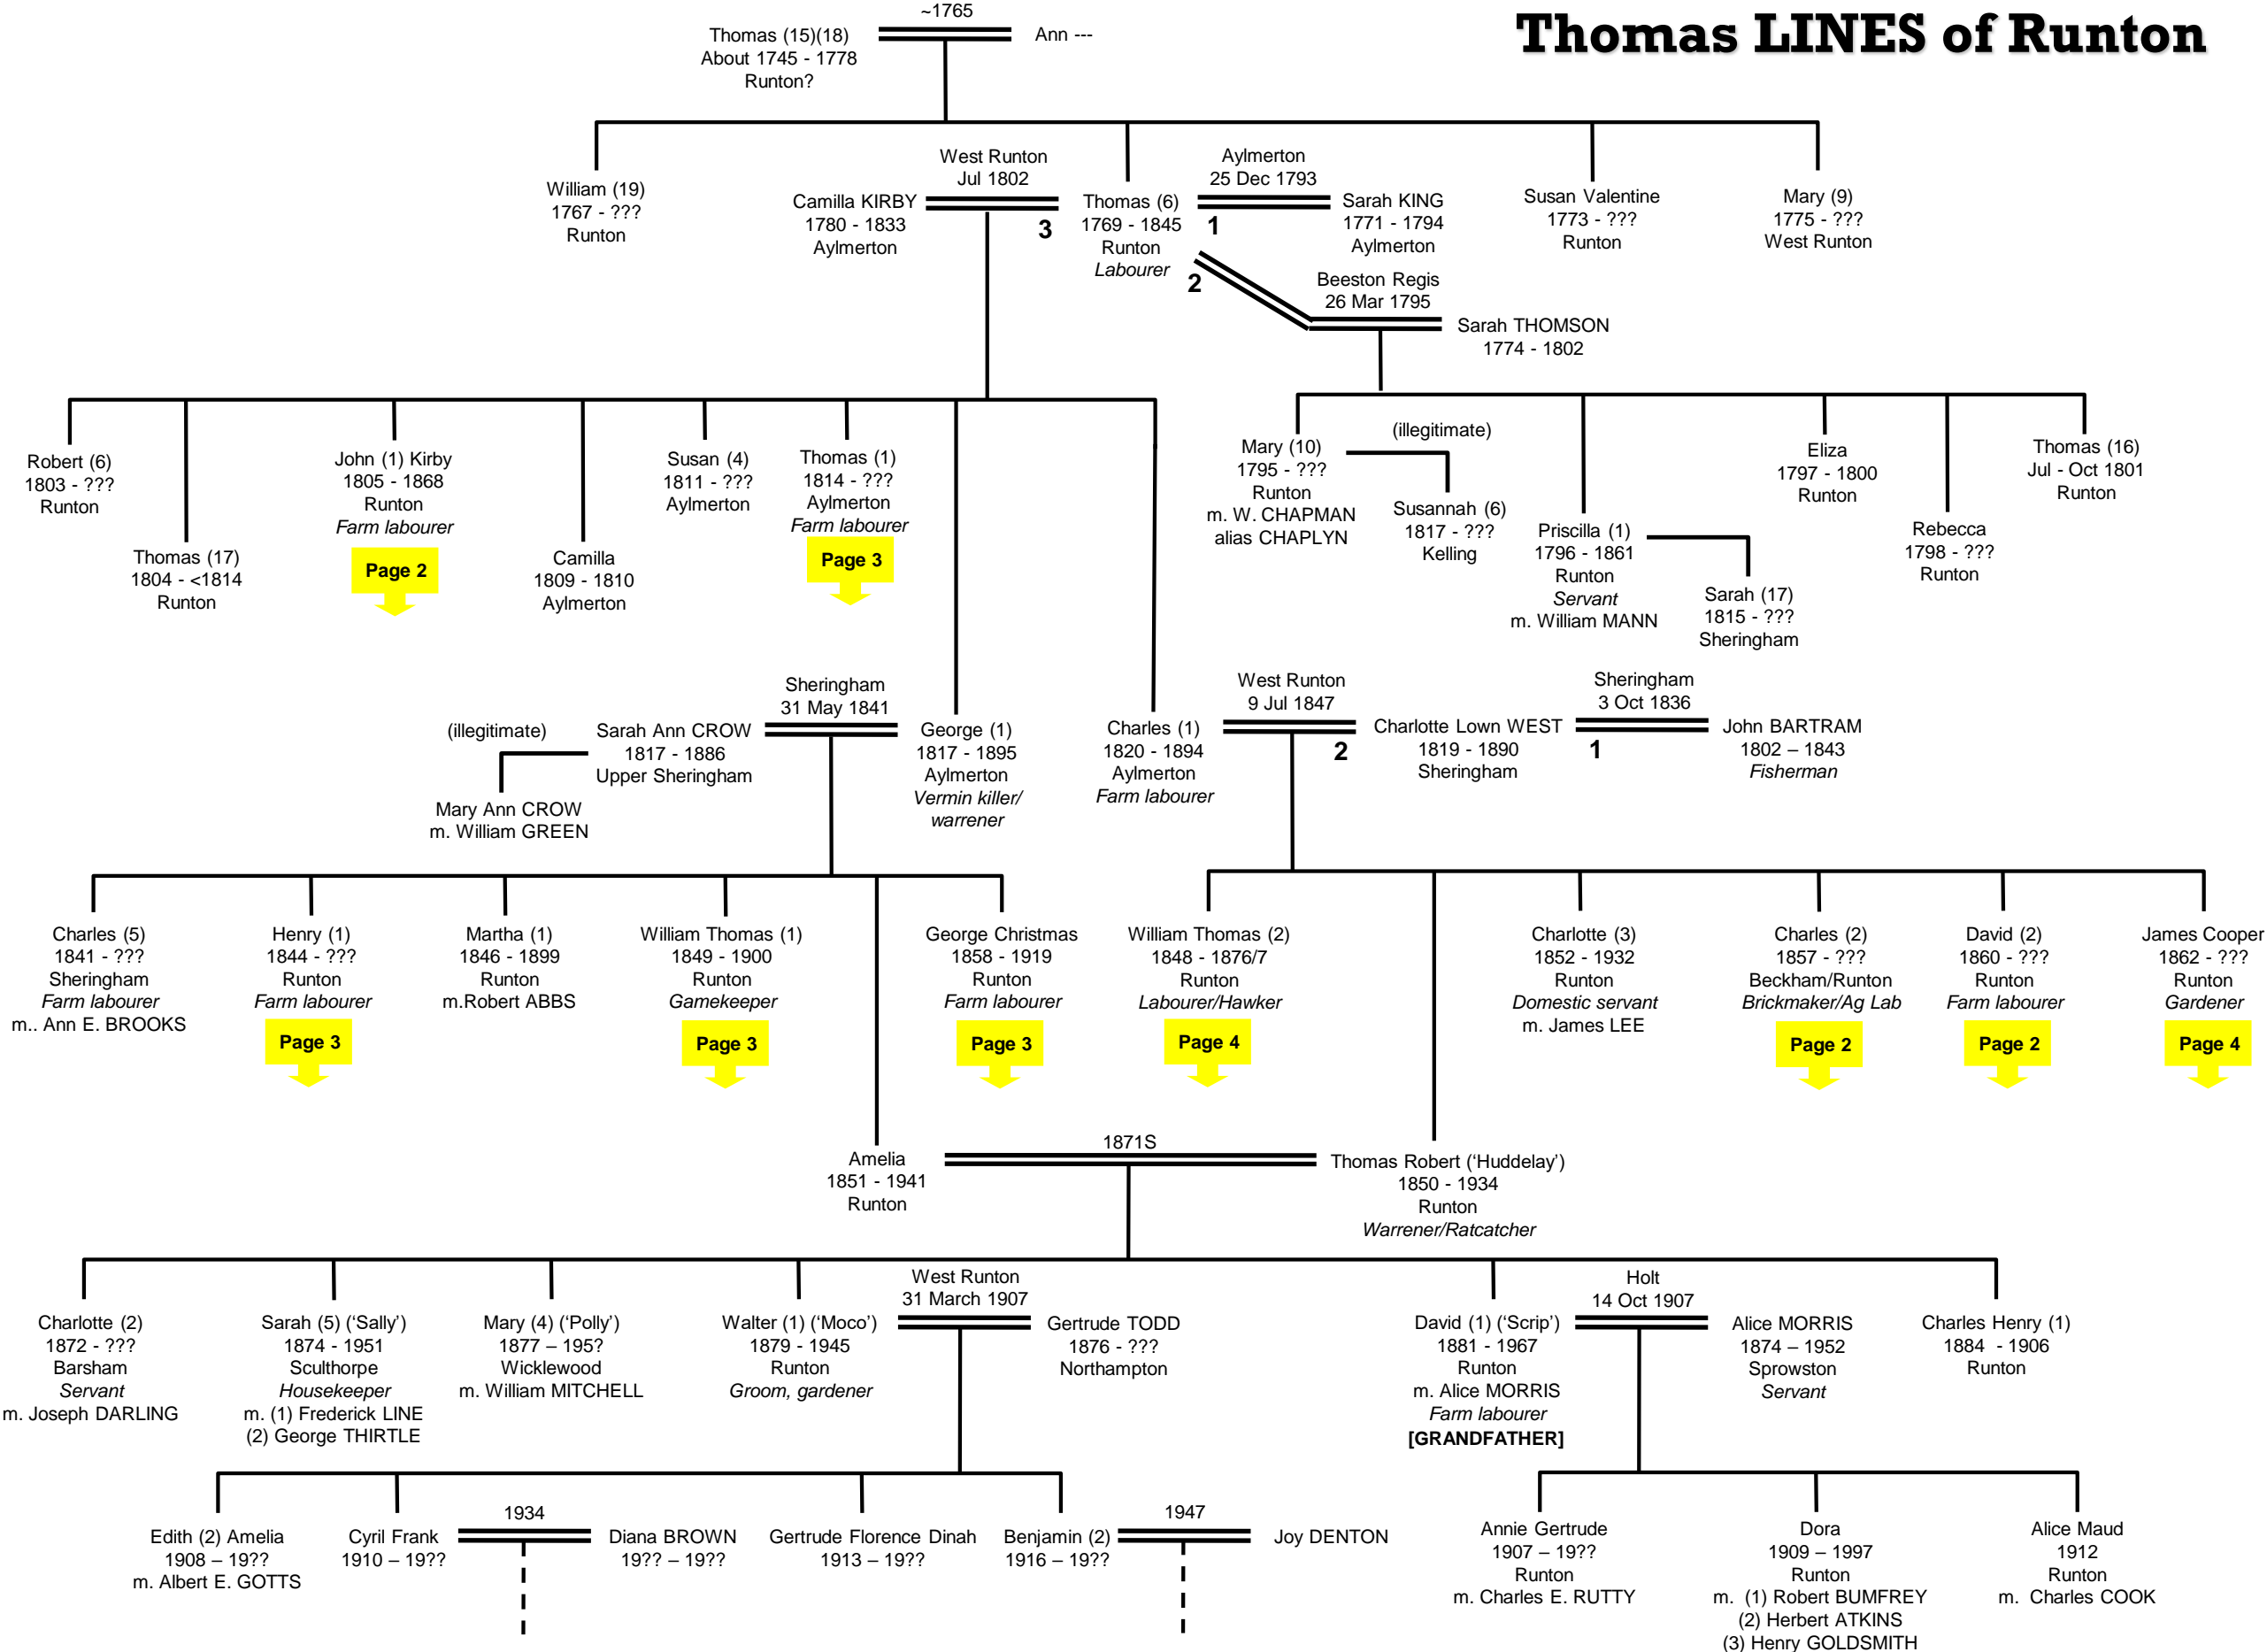 Thomas LINES of Runton
~1765
Thomas (15)(18)
About 1745 - 1778
Runton?
Ann ---
William (19)
1767 - ???
Runton
West Runton
Jul 1802
Camilla KIRBY
1780 - 1833
Aylmerton
3
Thomas (6)
1769 - 1845
Runton
Labourer
Aylmerton
25 Dec 1793
1
Sarah KING
1771 - 1794
Aylmerton
2
Beeston Regis
26 Mar 1795
Sarah THOMSON
1774 - 1802
Susan Valentine
1773 - ???
Runton
Mary (9)
1775 - ???
West Runton
Robert (6)
1803 - ???
Runton
Thomas (17)
1804 - <1814
Runton
John (1) Kirby
1805 - 1868
Runton
Farm labourer
Page 2
Camilla
1809 - 1810
Aylmerton
Susan (4)
1811 - ???
Aylmerton
Thomas (1)
1814 - ???
Aylmerton
Farm labourer
Page 3
Mary (10)
1795 - ???
Runton
m. W. CHAPMAN
alias CHAPLYN
(illegitimate)
Susannah (6)
1817 - ???
Kelling
Priscilla (1)
1796 - 1861
Runton
Servant
m. William MANN
Sarah (17)
1815 - ???
Sheringham
Eliza
1797 - 1800
Runton
Rebecca
1798 - ???
Runton
Thomas (16)
Jul - Oct 1801
Runton
(illegitimate)
Mary Ann CROW
m. William GREEN
Sarah Ann CROW
1817 - 1886
Upper Sheringham
Sheringham
31 May 1841
George (1)
1817 - 1895
Aylmerton
Vermin killer/
warrener
Charles (1)
1820 - 1894
Aylmerton
Farm labourer
West Runton
9 Jul 1847
2
Charlotte Lown WEST
1819 - 1890
Sheringham
Sheringham
3 Oct 1836
1
John BARTRAM
1802 – 1843
Fisherman
Charles (5)
1841 - ???
Sheringham
Farm labourer
m.. Ann E. BROOKS
Henry (1)
1844 - ???
Runton
Farm labourer
Page 3
Martha (1)
1846 - 1899
Runton
m.Robert ABBS
William Thomas (1)
1849 - 1900
Runton
Gamekeeper
Page 3
George Christmas
1858 - 1919
Runton
Farm labourer
Page 3
William Thomas (2)
1848 - 1876/7
Runton
Labourer/Hawker
Page 4
Charlotte (3)
1852 - 1932
Runton
Domestic servant
m. James LEE
Charles (2)
1857 - ???
Beckham/Runton
Brickmaker/Ag Lab
Page 2
David (2)
1860 - ???
Runton
Farm labourer
Page 2
James Cooper
1862 - ???
Runton
Gardener
Page 4
Amelia
1851 - 1941
Runton
1871S
Thomas Robert (‘Huddelay’)
1850 - 1934
Runton
Warrener/Ratcatcher
Charlotte (2)
1872 - ???
Barsham
Servant
m. Joseph DARLING
Sarah (5) (‘Sally’)
1874 - 1951
Sculthorpe
Housekeeper
m. (1) Frederick LINE
(2) George THIRTLE
Mary (4) (‘Polly’)
1877 – 195?
Wicklewood
m. William MITCHELL
Walter (1) (‘Moco’)
1879 - 1945
Runton
Groom, gardener
West Runton
31 March 1907
Gertrude TODD
1876 - ???
Northampton
David (1) (‘Scrip’)
1881 - 1967
Runton
m. Alice MORRIS
Farm labourer
[GRANDFATHER]
Holt
14 Oct 1907
Alice MORRIS
1874 – 1952
Sprowston
Servant
Charles Henry (1)
1884 - 1906
Runton
Edith (2) Amelia
1908 – 19??
m. Albert E. GOTTS
Cyril Frank
1910 – 19??
1934
Diana BROWN
19?? – 19??
Gertrude Florence Dinah
1913 – 19??
Benjamin (2)
1916 – 19??
1947
Joy DENTON
Annie Gertrude
1907 – 19??
Runton
m. Charles E. RUTTY
Dora
1909 – 1997
Runton
m. (1) Robert BUMFREY
(2) Herbert ATKINS
(3) Henry GOLDSMITH
Alice Maud
1912
Runton
m. Charles COOK